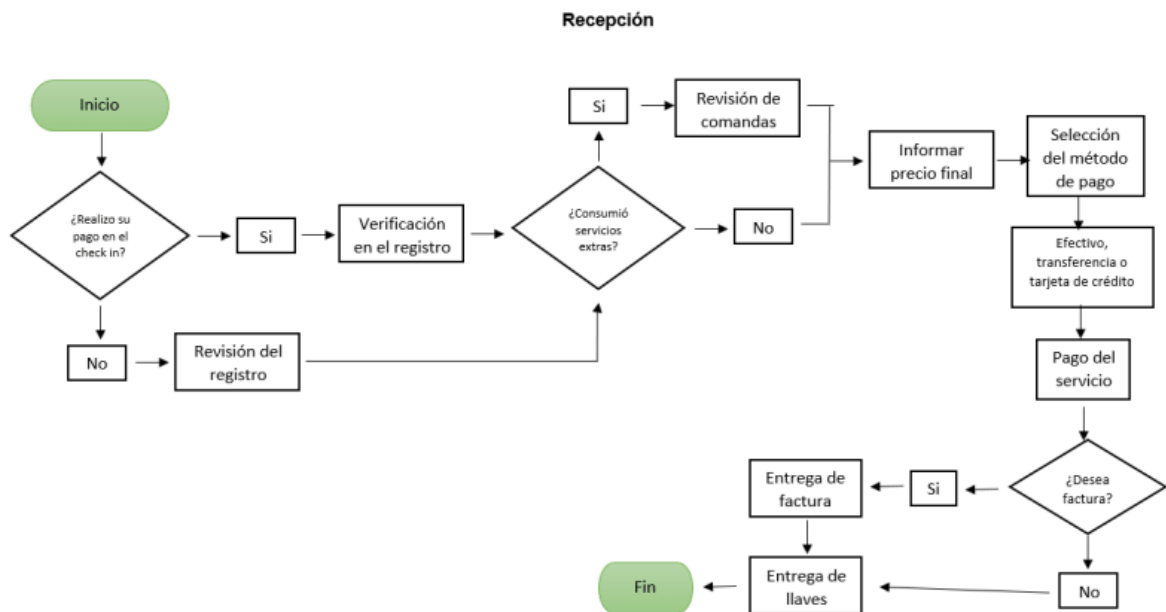 Recepción
Inicio
¿Realizo su
pago en el
check in?
Si
Verificación
en el registro
No
Revisión del
registro
¿Consumió
servicios
extras?
Si
Revisión de
comandas
No
Informar
precio final
Selección
del método
de pago
Efectivo,
transferencia o
tarjeta de crédito
Pago del
servicio
¿Desea
factura?
Si
Entrega de
factura
No
Entrega de
llaves
Fin